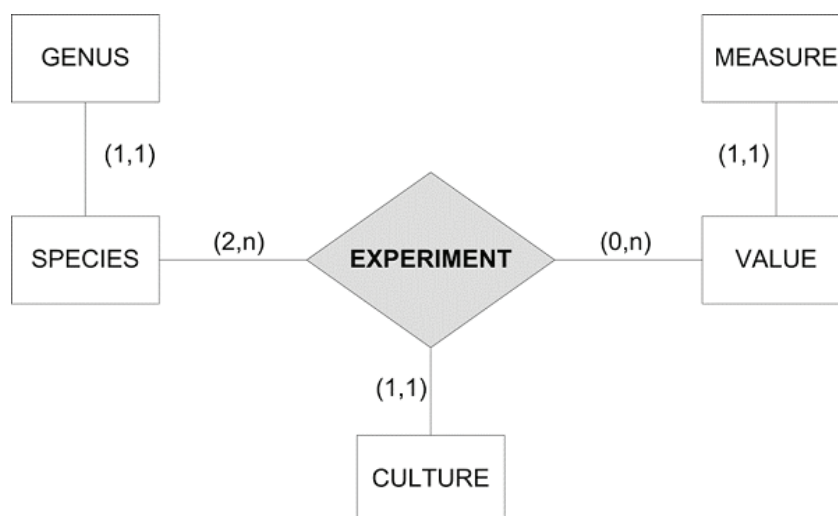 GENUS
MEASURE
(1,1)
(1,1)
SPECIES
(2,n)
EXPERIMENT
(0,n)
VALUE
(1,1)
CULTURE